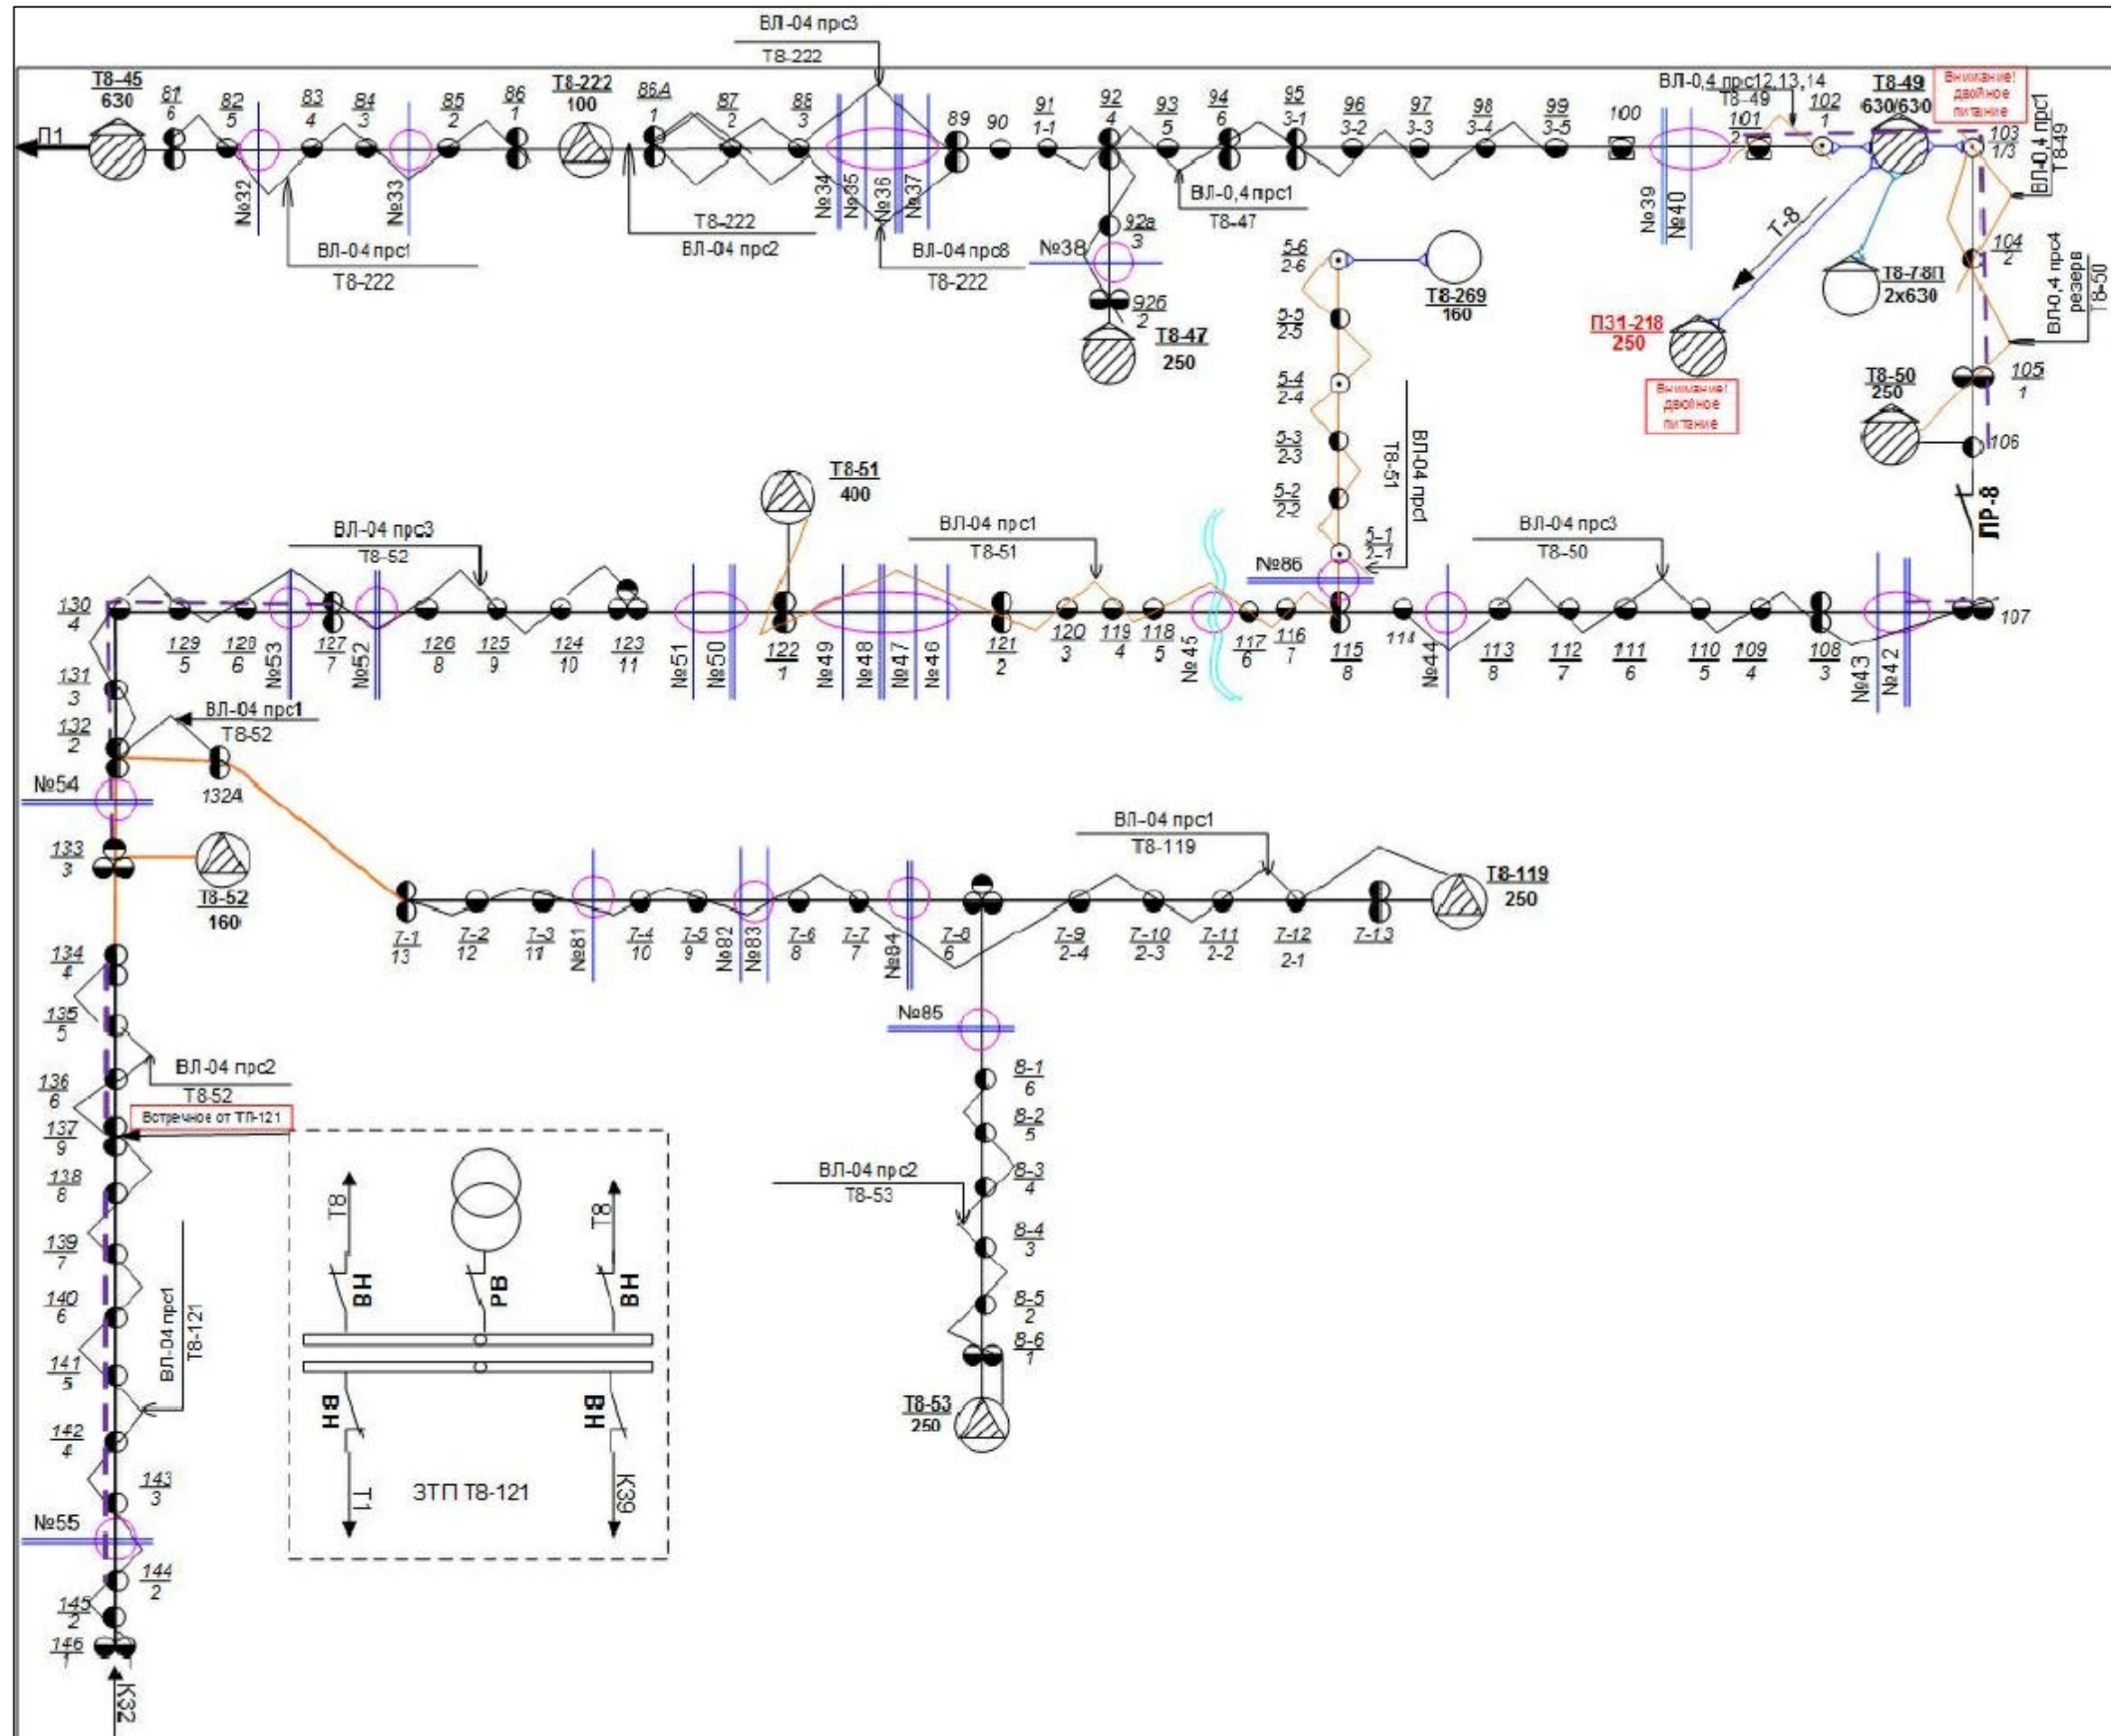 ВЛ-04 прс3
Т8-222
Т8-45
630
81
6
82
5
83
4
84
3
85
2
86
1
Т8-222
100
86А
1
87
2
88
3
89
90
91
1-1
92
4
93
5
94
6
95
3-1
96
3-2
97
3-3
98
3-4
99
3-5
100
ВЛ-0,4 прс12,13,14
Т8-49
101
2
102
1
Т8-49
630/630
Внимание!
двойное
питание
103
1/3
ВЛ-0,4 прс1
Т8-49
П1
№32
№33
ВЛ-04 прс1
Т8-222
Т8-222
ВЛ-04 прс2
№34
№35
№36
№37
ВЛ-04 прс8
Т8-222
ВЛ-0,4 прс1
Т8-47
92а
3
№38
92б
2
Т8-47
250
№39
№40
Т-8
Т8-78П
2х630
104
2
ВЛ-0,4 прс4
резерв
Т8-50
П31-218
250
Внимание!
двойное
питание
Т8-50
250
105
1
106
ЛР-8
5-6
2-6
Т8-269
160
5-5
2-5
5-4
2-4
5-3
2-3
5-2
2-2
5-1
2-1
ВЛ-04 прс1
Т8-51
№86
Т8-51
400
ВЛ-04 прс3
Т8-52
ВЛ-04 прс1
Т8-51
ВЛ-04 прс3
Т8-50
130
4
129
5
128
6
№53
127
7
№52
126
8
125
9
124
10
123
11
№51
№50
122
1
№49
№48
№47
№46
121
2
120
3
119
4
118
5
№45
117
6
116
7
115
8
114
№44
113
8
112
7
111
6
110
5
109
4
108
3
№43
№42
107
131
3
132
2
ВЛ-04 прс1
Т8-52
132А
№54
133
3
Т8-52
160
ВЛ-04 прс1
Т8-119
Т8-119
250
7-1
13
7-2
12
7-3
11
№81
7-4
10
7-5
9
№82
№83
7-6
8
7-7
7
№84
7-8
6
7-9
2-4
7-10
2-3
7-11
2-2
7-12
2-1
7-13
134
4
135
5
136
6
ВЛ-04 прс2
Т8-52
Встречное от ТП-121
137
9
138
8
139
7
140
6
141
5
142
4
143
3
ВЛ-04 прс1
Т8-121
№55
144
2
145
2
146
1
К32
Т8
Т8
ВН
РВ
ВН
ВН
ВН
Т1
К39
ЗТП Т8-121
№85
8-1
6
8-2
5
8-3
4
ВЛ-04 прс2
Т8-53
8-4
3
8-5
2
8-6
1
Т8-53
250